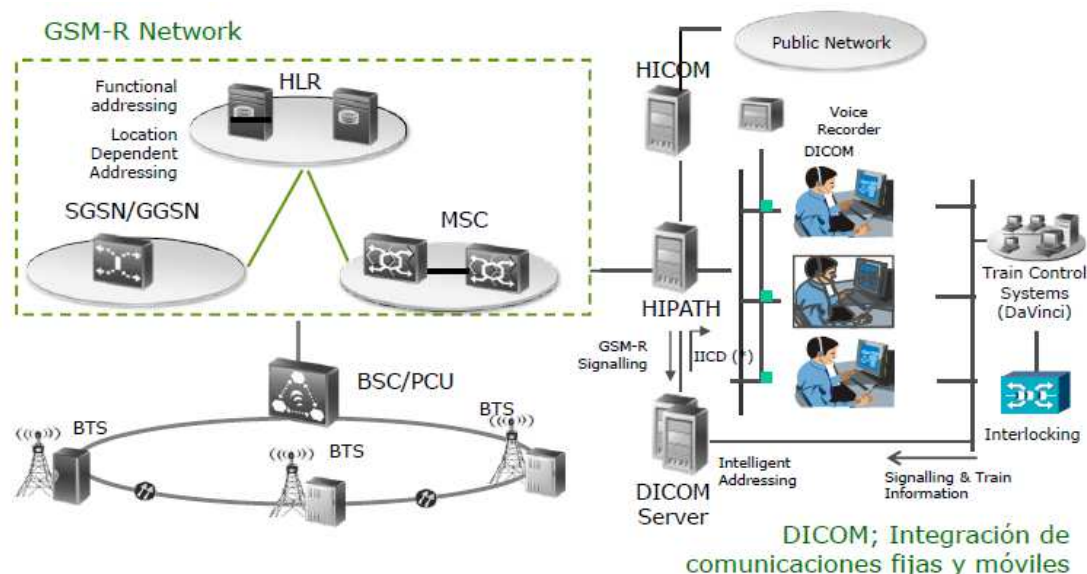 GSM-R Network
Functional
addressing
HLR
Location
Dependent
Addressing
SGSN/GGSN
MSC
BSC/PCU
BTS
BTS
BTS
Public Network
HICOM
Voice
Recorder
DICOM
HIPATH
GSM-R
Signalling
IICD (*)
Train Control
Systems
(DaVinci)
Interlocking
DICOM
Server
Intelligent
Addressing
Signalling & Train
Information
DICOM; Integración de
comunicaciones fijas y móviles